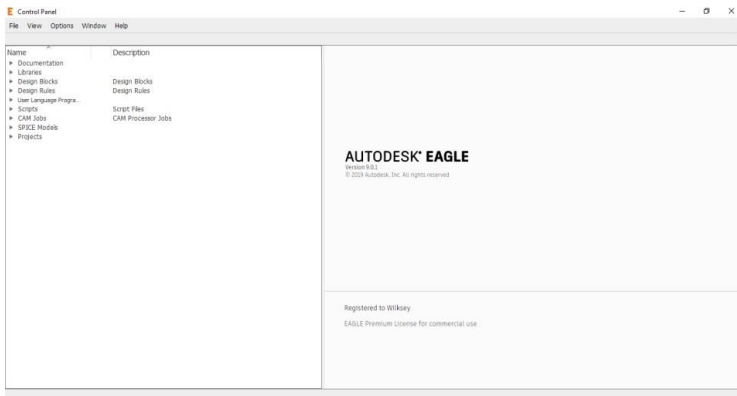 E Control Panel
File View Options Window Help
Name Description
Documentation
Libraries
Design Blocks Design Blocks
Design Rules Design Rules
User Language Progra...
Scripts Script Files
CAM Jobs CAM Processor Jobs
SPICE Models
Projects
AUTODESK® EAGLE
Version 9.0.1
© 2019 Autodesk, Inc. All rights reserved
Registered to Wilksey
EAGLE Premium License for commercial use